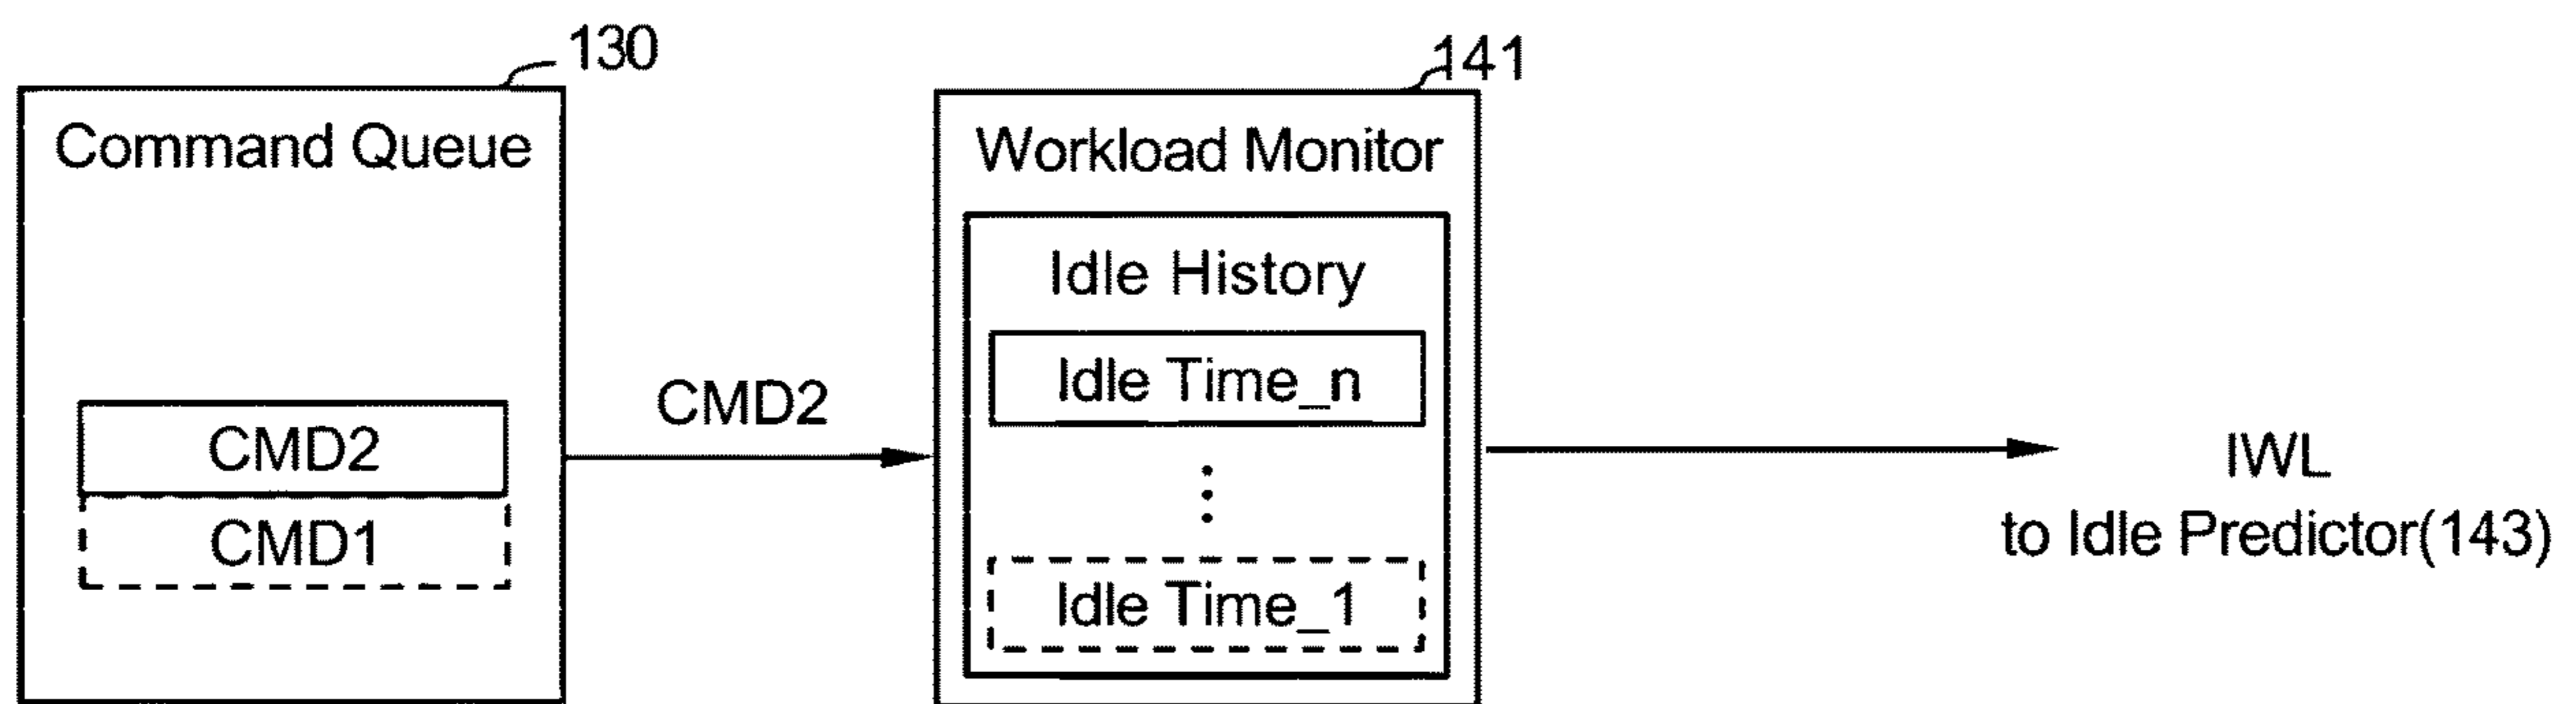 130
Command Queue
CMD2
CMD1
CMD2
141
Workload Monitor
Idle History
Idle Time_n
Idle Time_1
IWL
to Idle Predictor(143)